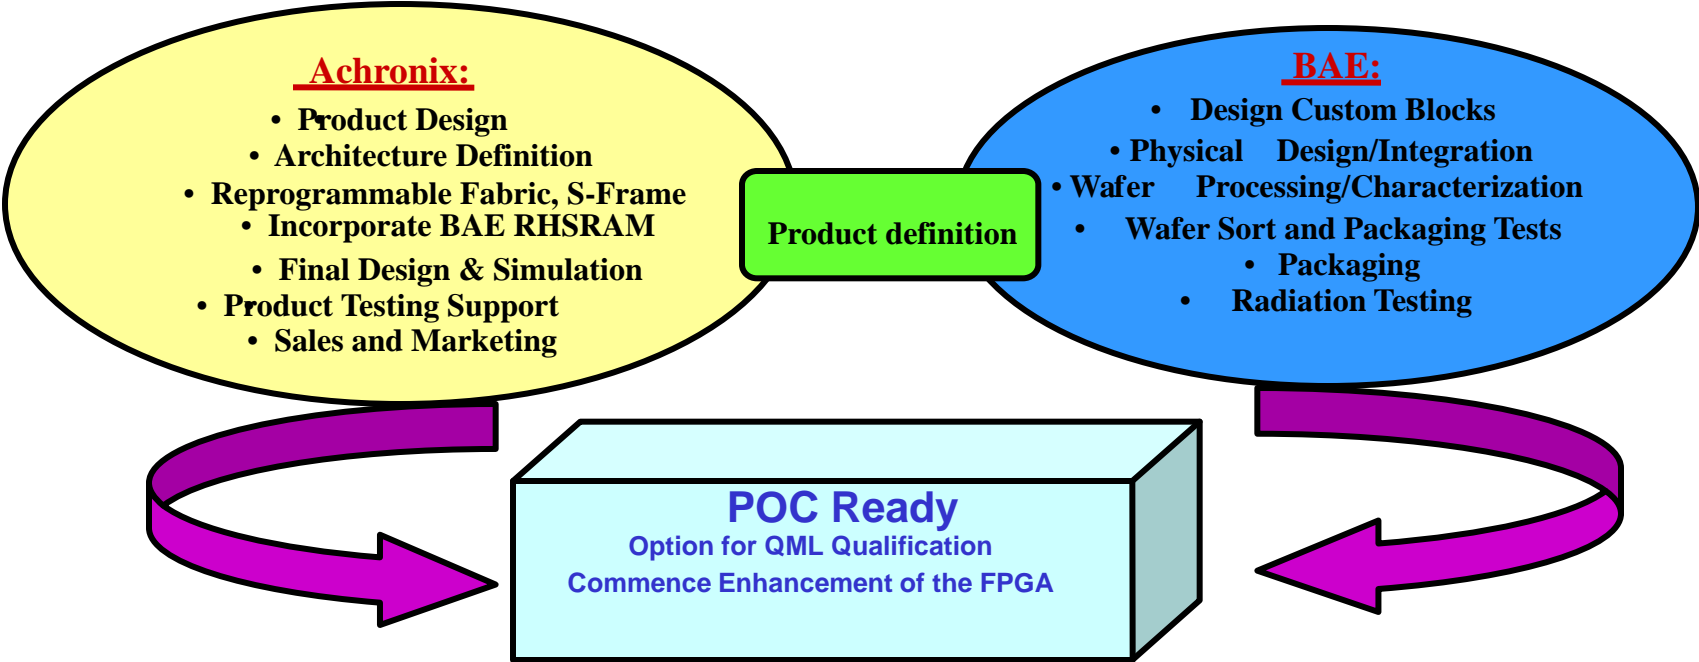 Achronix:
• Product Design
• Architecture Definition
• Reprogrammable Fabric, S-Frame
• Incorporate BAE RHSRAM
• Final Design & Simulation
• Product Testing Support
• Sales and Marketing
Product definition
BAE:
• Design Custom Blocks
• Physical Design/Integration
• Wafer Processing/Characterization
• Wafer Sort and Packaging Tests
• Packaging
• Radiation Testing
POC Ready
Option for QML Qualification
Commence Enhancement of the FPGA